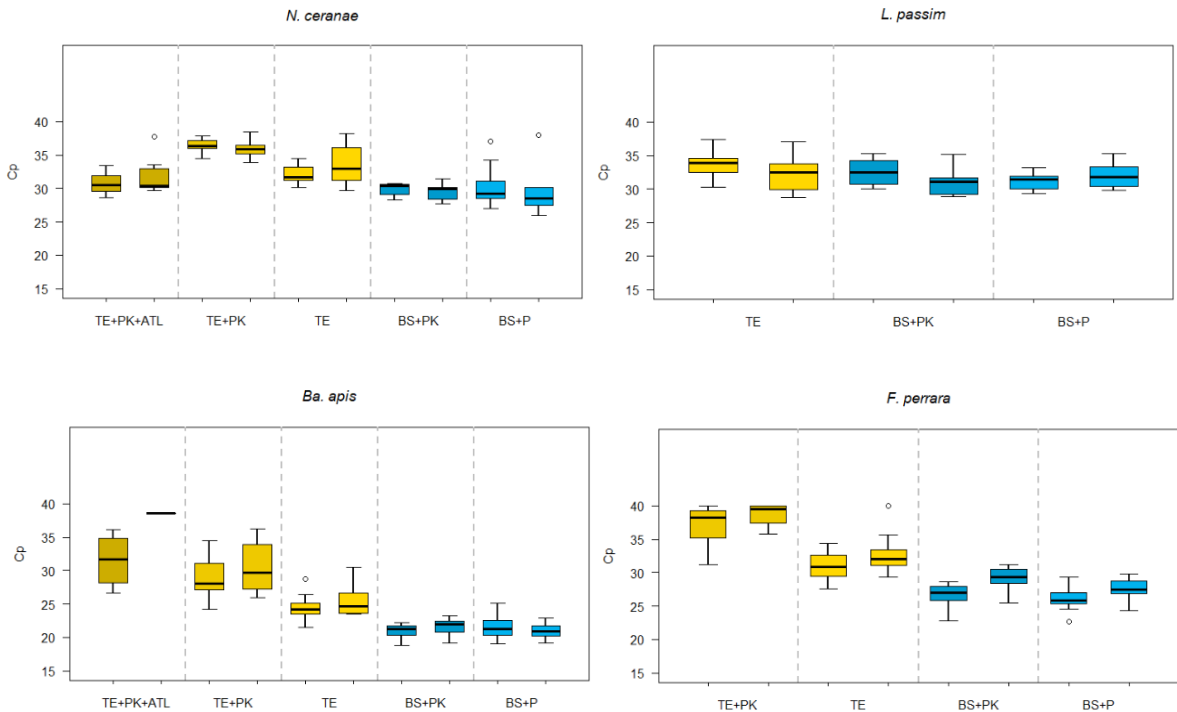 N. ceranae
Cp
40
35
30
25
20
15
TE+PK+ATL TE+PK TE BS+PK BS+P
L. passim
Cp
40
35
30
25
20
15
TE BS+PK BS+P
Ba. apis
Cp
40
35
30
25
20
15
TE+PK+ATL TE+PK TE BS+PK BS+P
F. perrara
Cp
40
35
30
25
20
15
TE+PK TE BS+PK BS+P